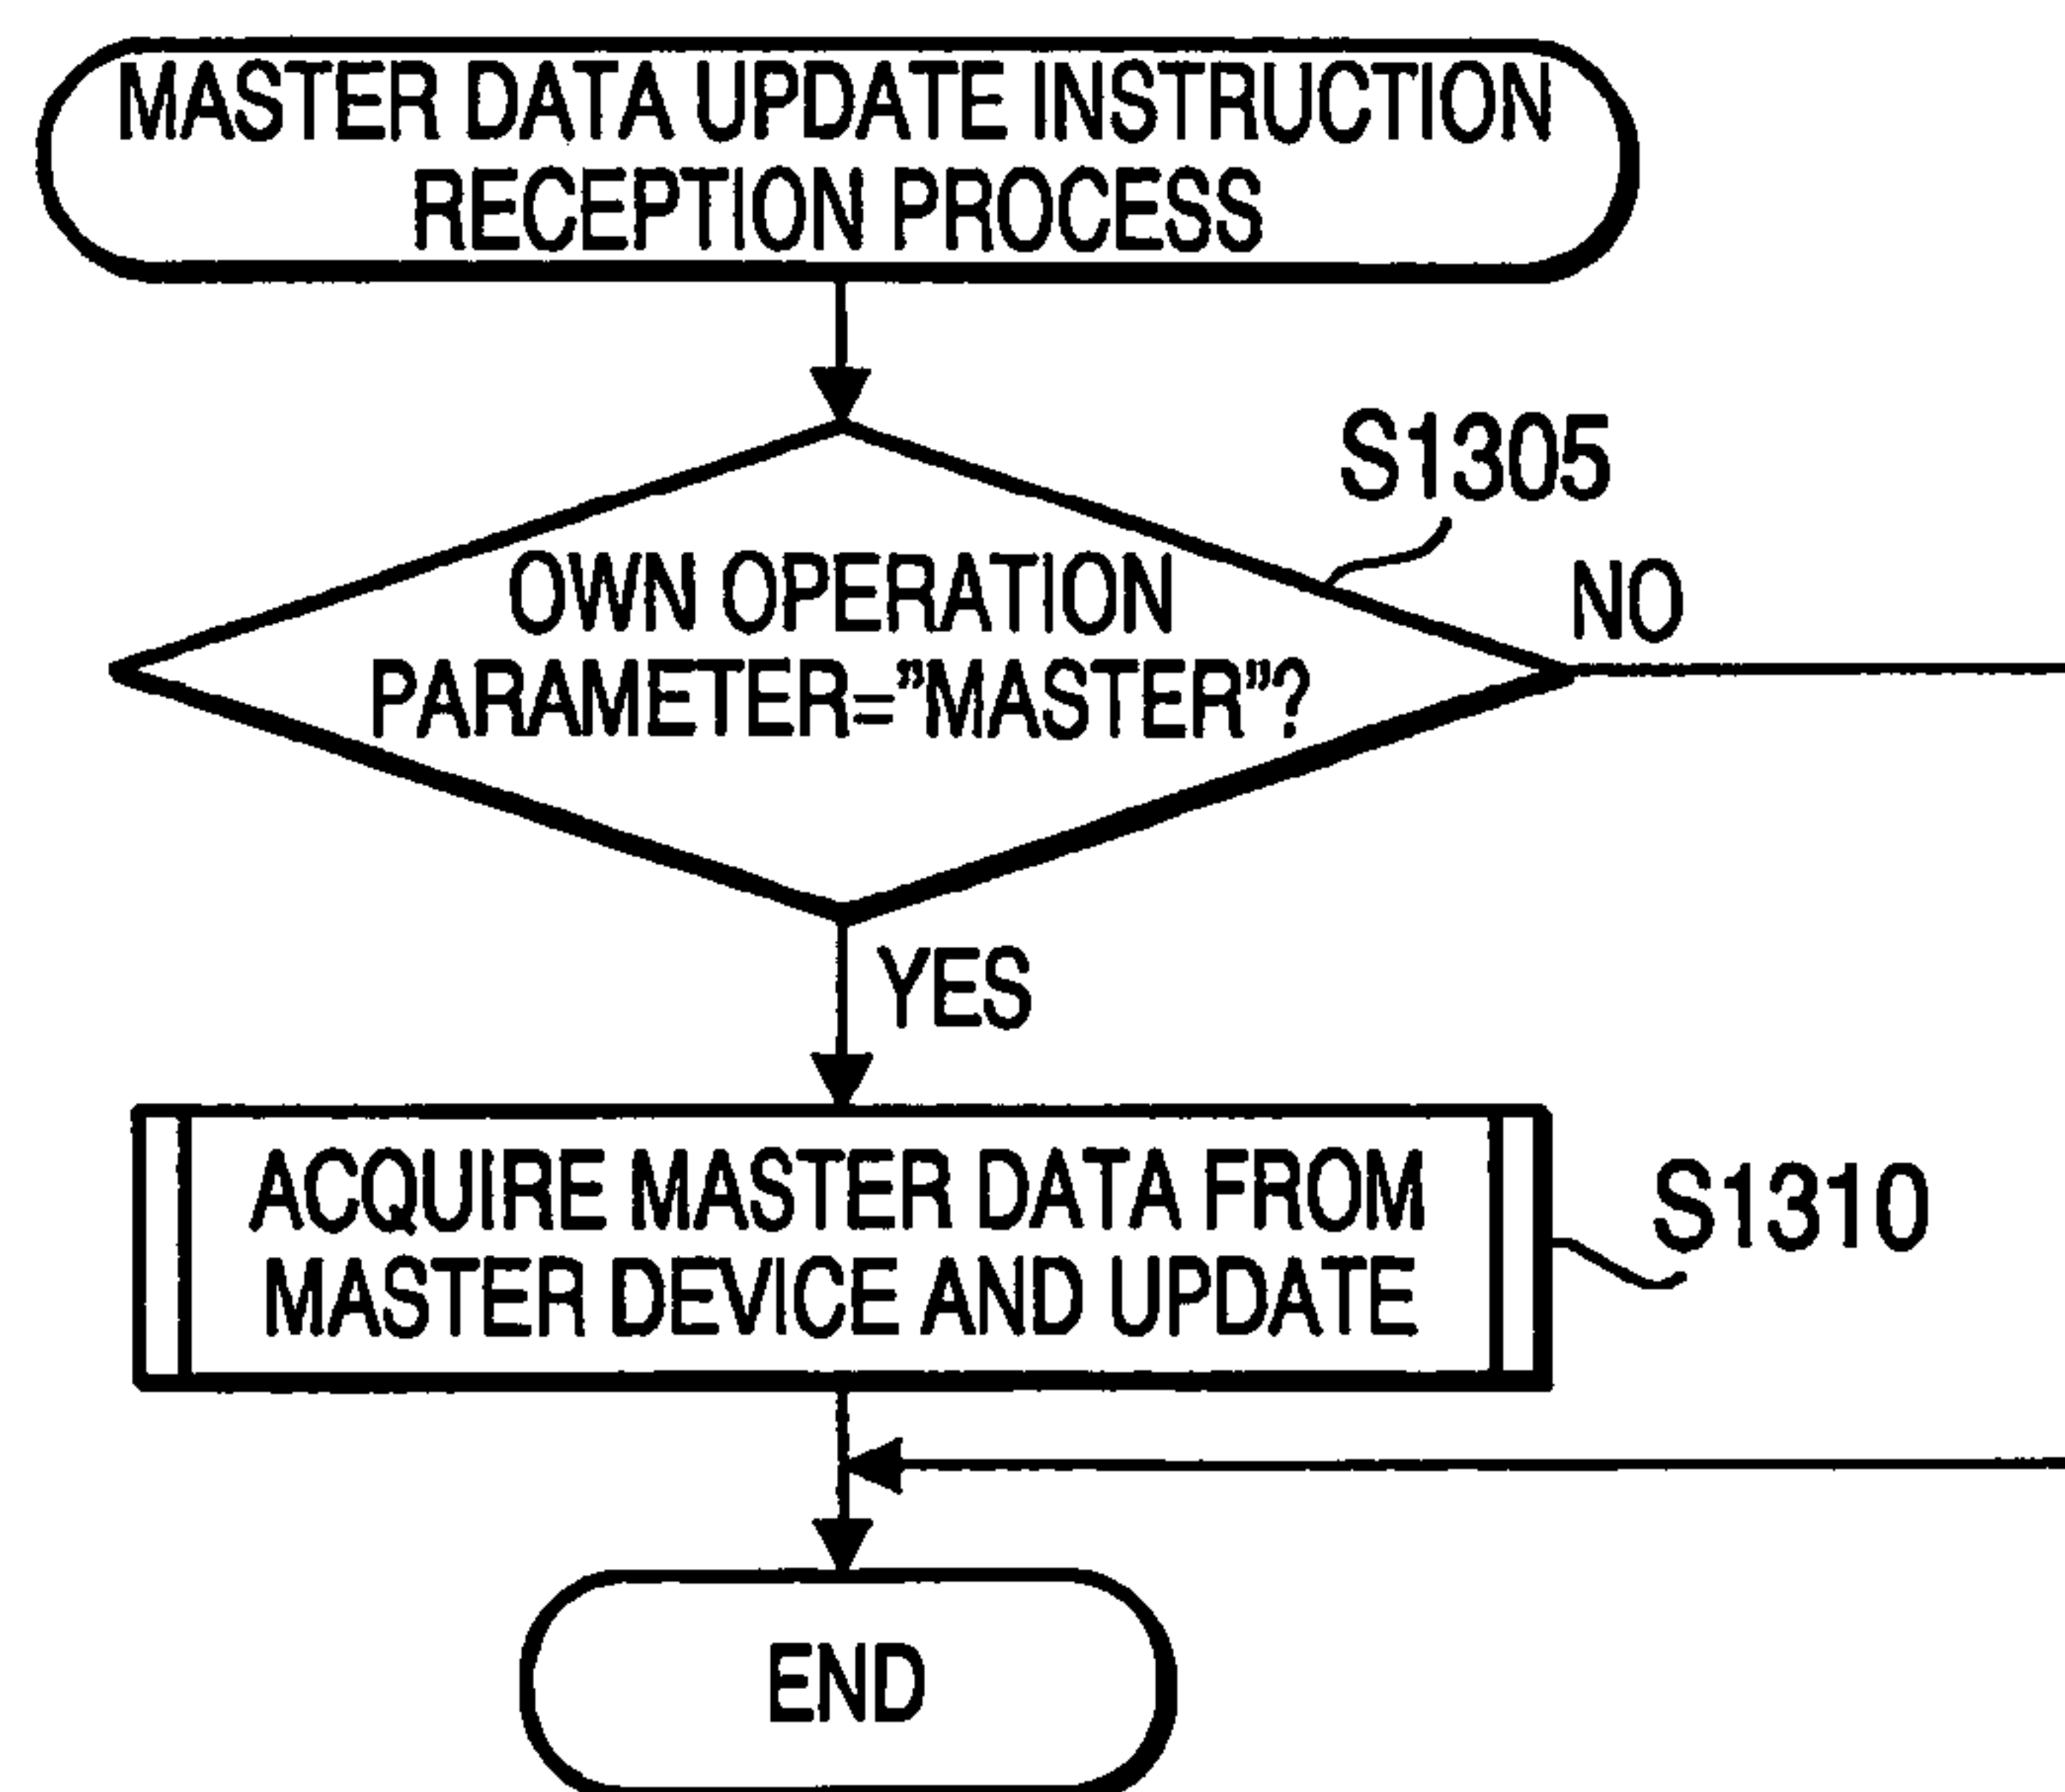 MASTER DATA UPDATE INSTRUCTION
RECEPTION PROCESS
S1305
OWN OPERATION
PARAMETER=”MASTER”?
NO
YES
ACQUIRE MASTER DATA FROM
MASTER DEVICE AND UPDATE
S1310
END